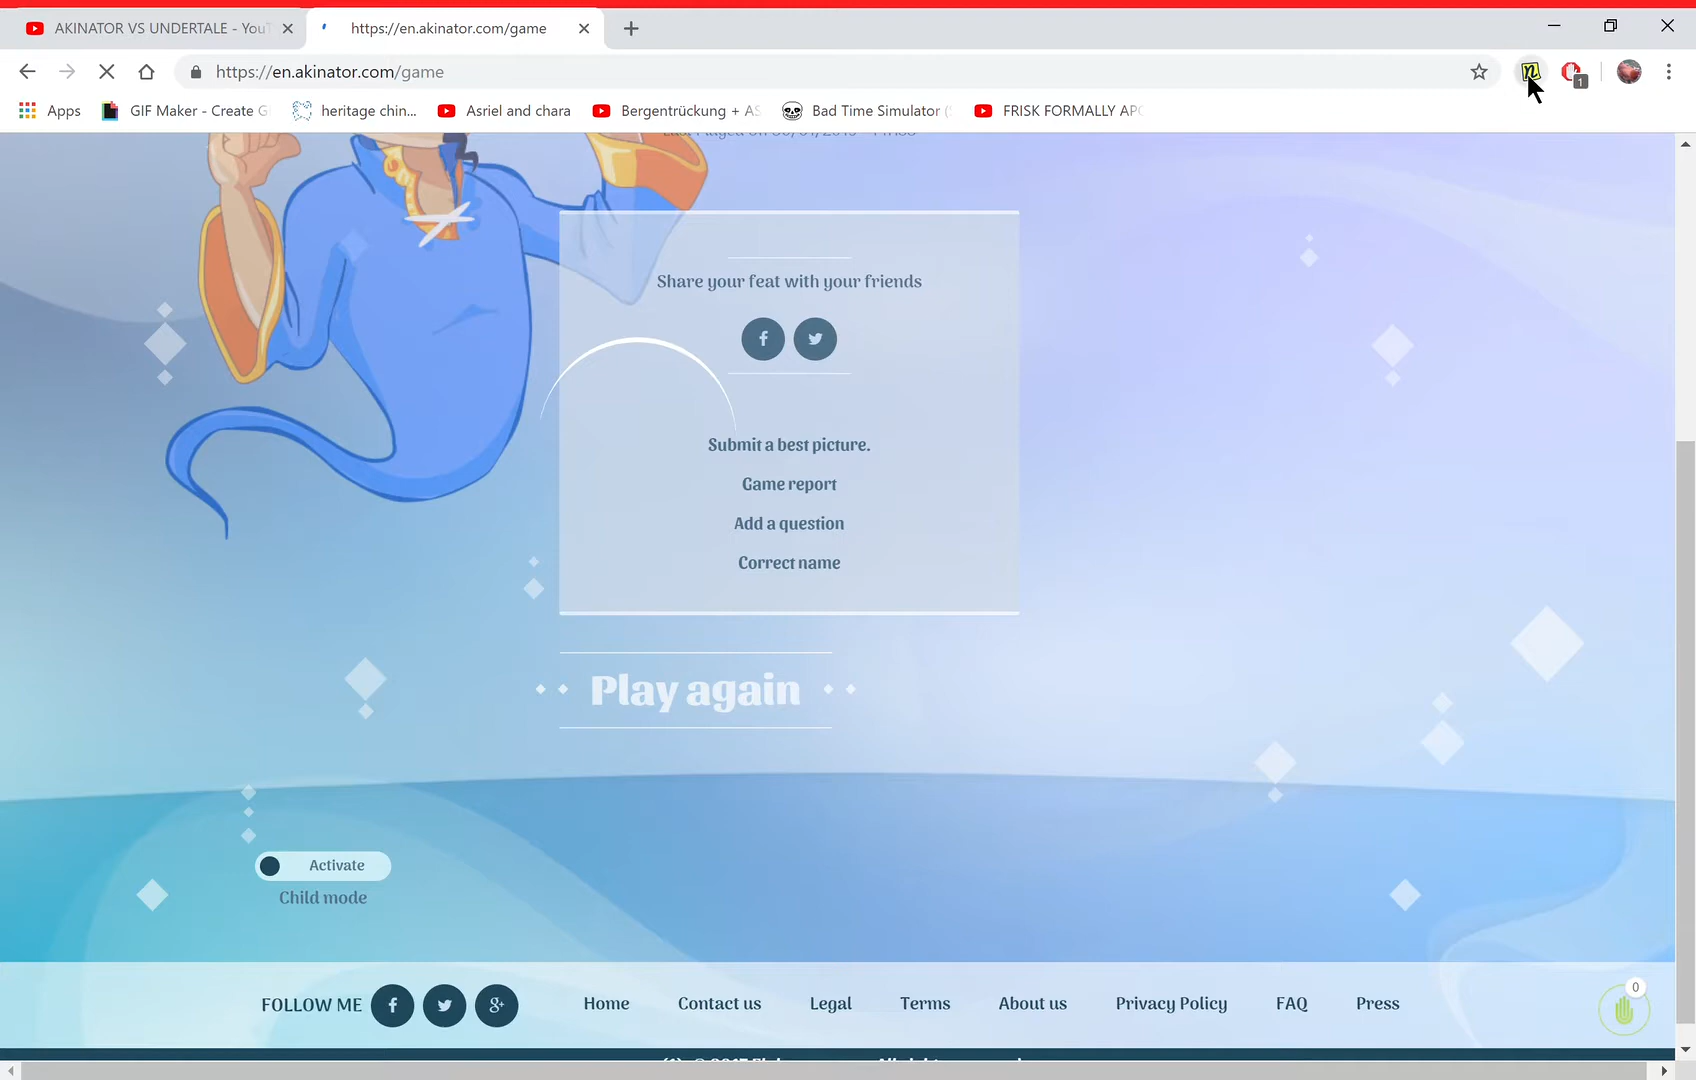 AKINATOR VS UNDERTALE - YouT
https://en.akinator.com/game
https://en.akinator.com/game
1
Apps
GIF Maker - Create G
heritage chin...
Asriel and chara
Bergentrückung + AS
Bad Time Simulator (
FRISK FORMALLY APO
Share your feat with your friends
Submit a best picture.
Game report
Add a question
Correct name
Play again
Activate
Child mode
FOLLOW ME
Home
Contact us
Legal
Terms
About us
Privacy Policy
FAQ
Press
0